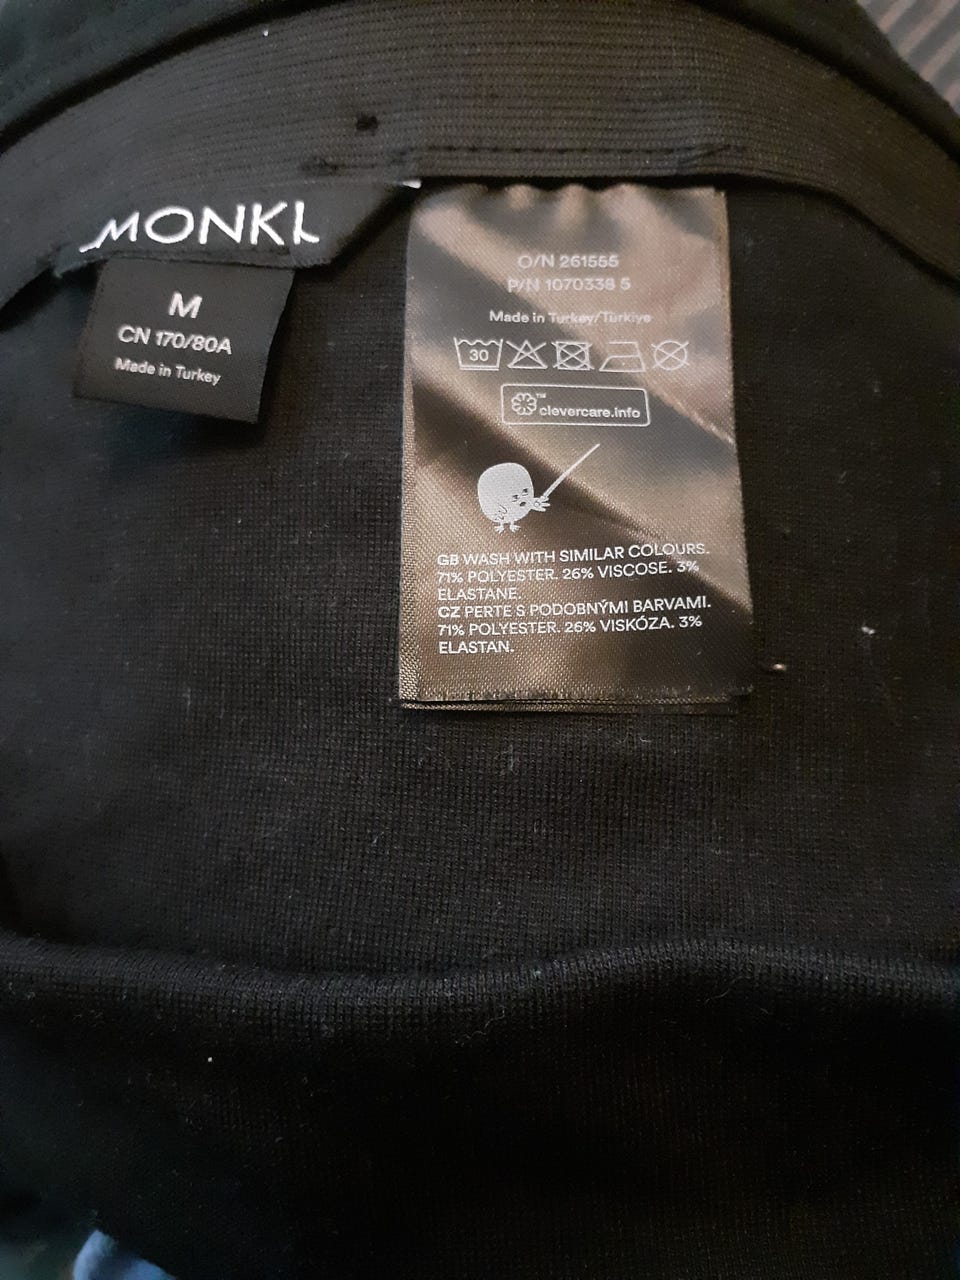 MONKI
M
CN 170/80A
Made in Turkey
O/N 261555
P/N 1070338 5
Made in Turkey/Türkiye
30
™
clevercare.info
GB WASH WITH SIMILAR COLOURS.
71% POLYESTER. 26% VISCOSE. 3%
ELASTANE.
CZ PERTE S PODOBNÝMI BARVAMI.
71% POLYESTER. 26% VISKÓZA. 3%
ELASTAN.